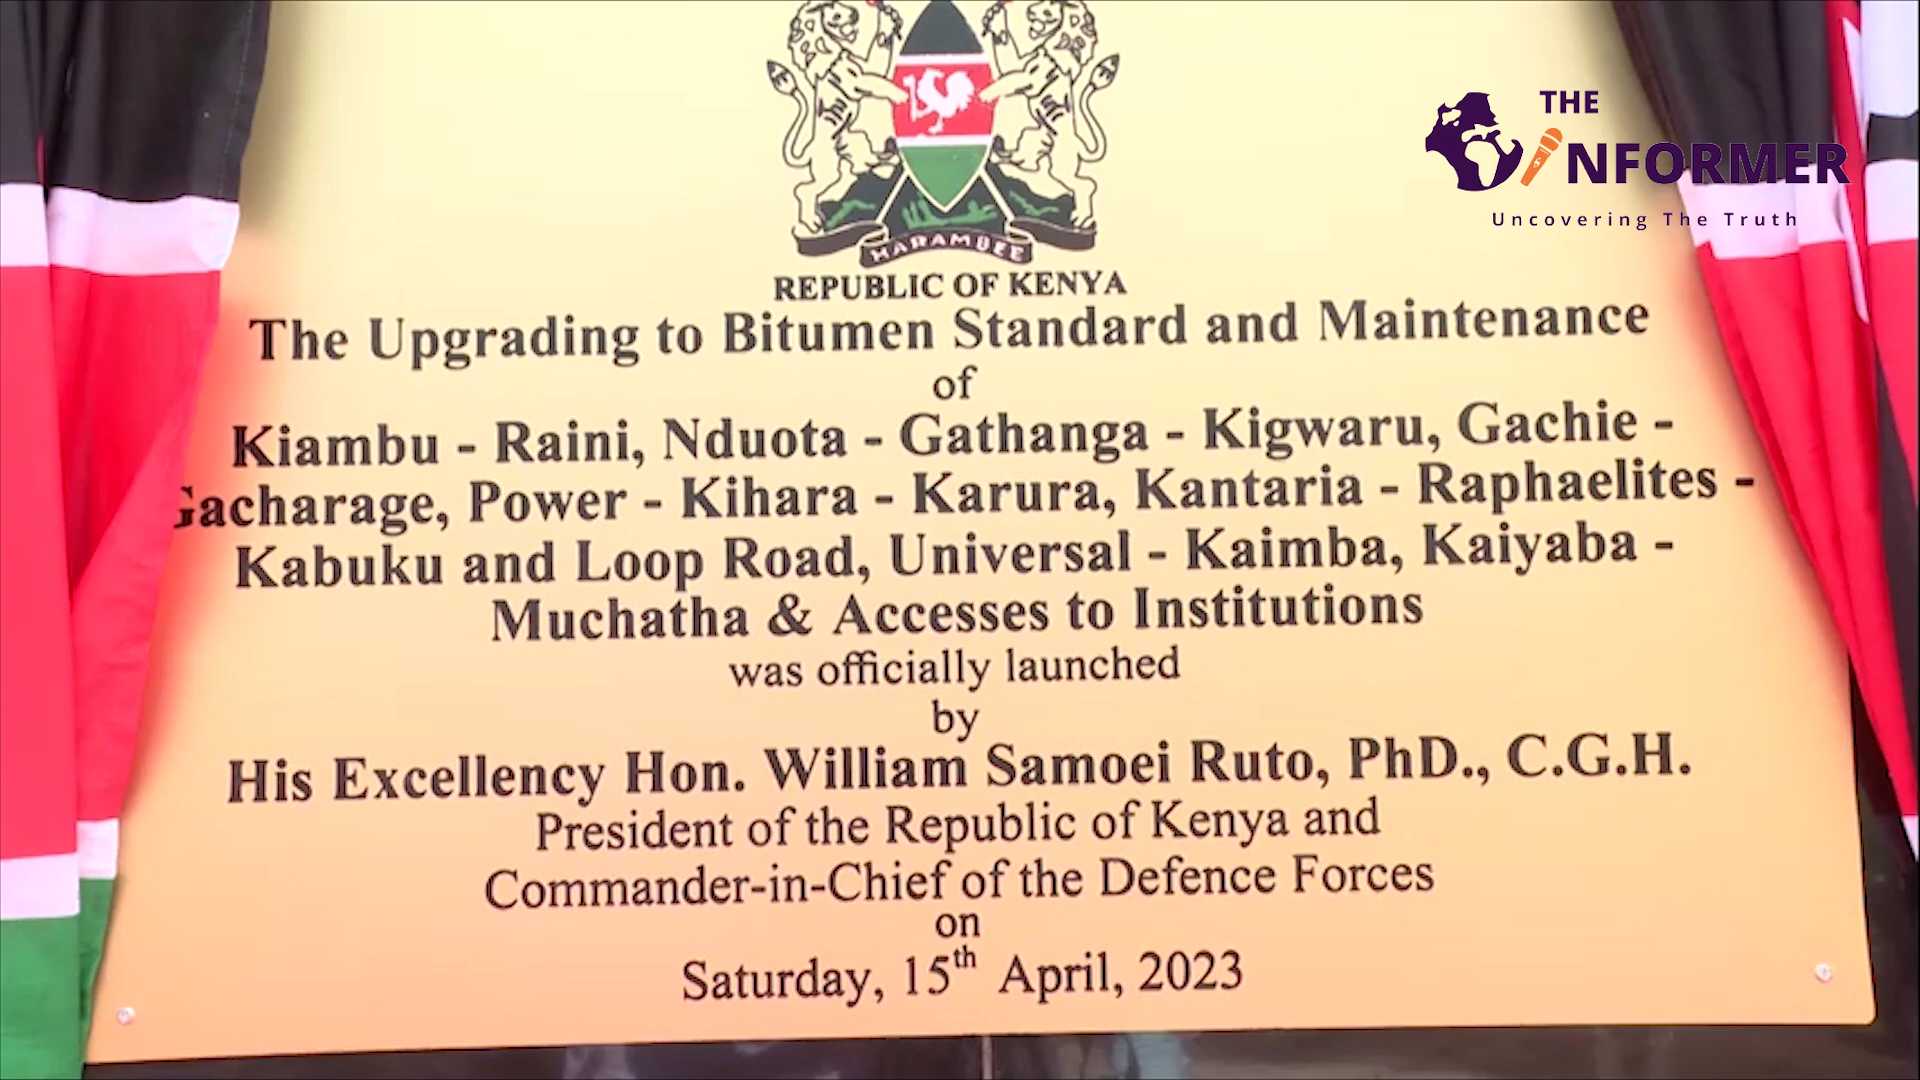 HARAMBEE
REPUBLIC OF KENYA
The Upgrading to Bitumen Standard and Maintenance
of
Kiambu - Raini, Nduota - Gathanga - Kigwaru, Gachie -
Gacharage, Power - Kihara - Karura, Kantaria - Raphaelites -
Kabuku and Loop Road, Universal - Kaimba, Kaiyaba -
Muchatha & Accesses to Institutions
was officially launched
by
His Excellency Hon. William Samoei Ruto, PhD., C.G.H.
President of the Republic of Kenya and
Commander-in-Chief of the Defence Forces
on
Saturday, 15th April, 2023
THE
INFORMER
Uncovering The Truth